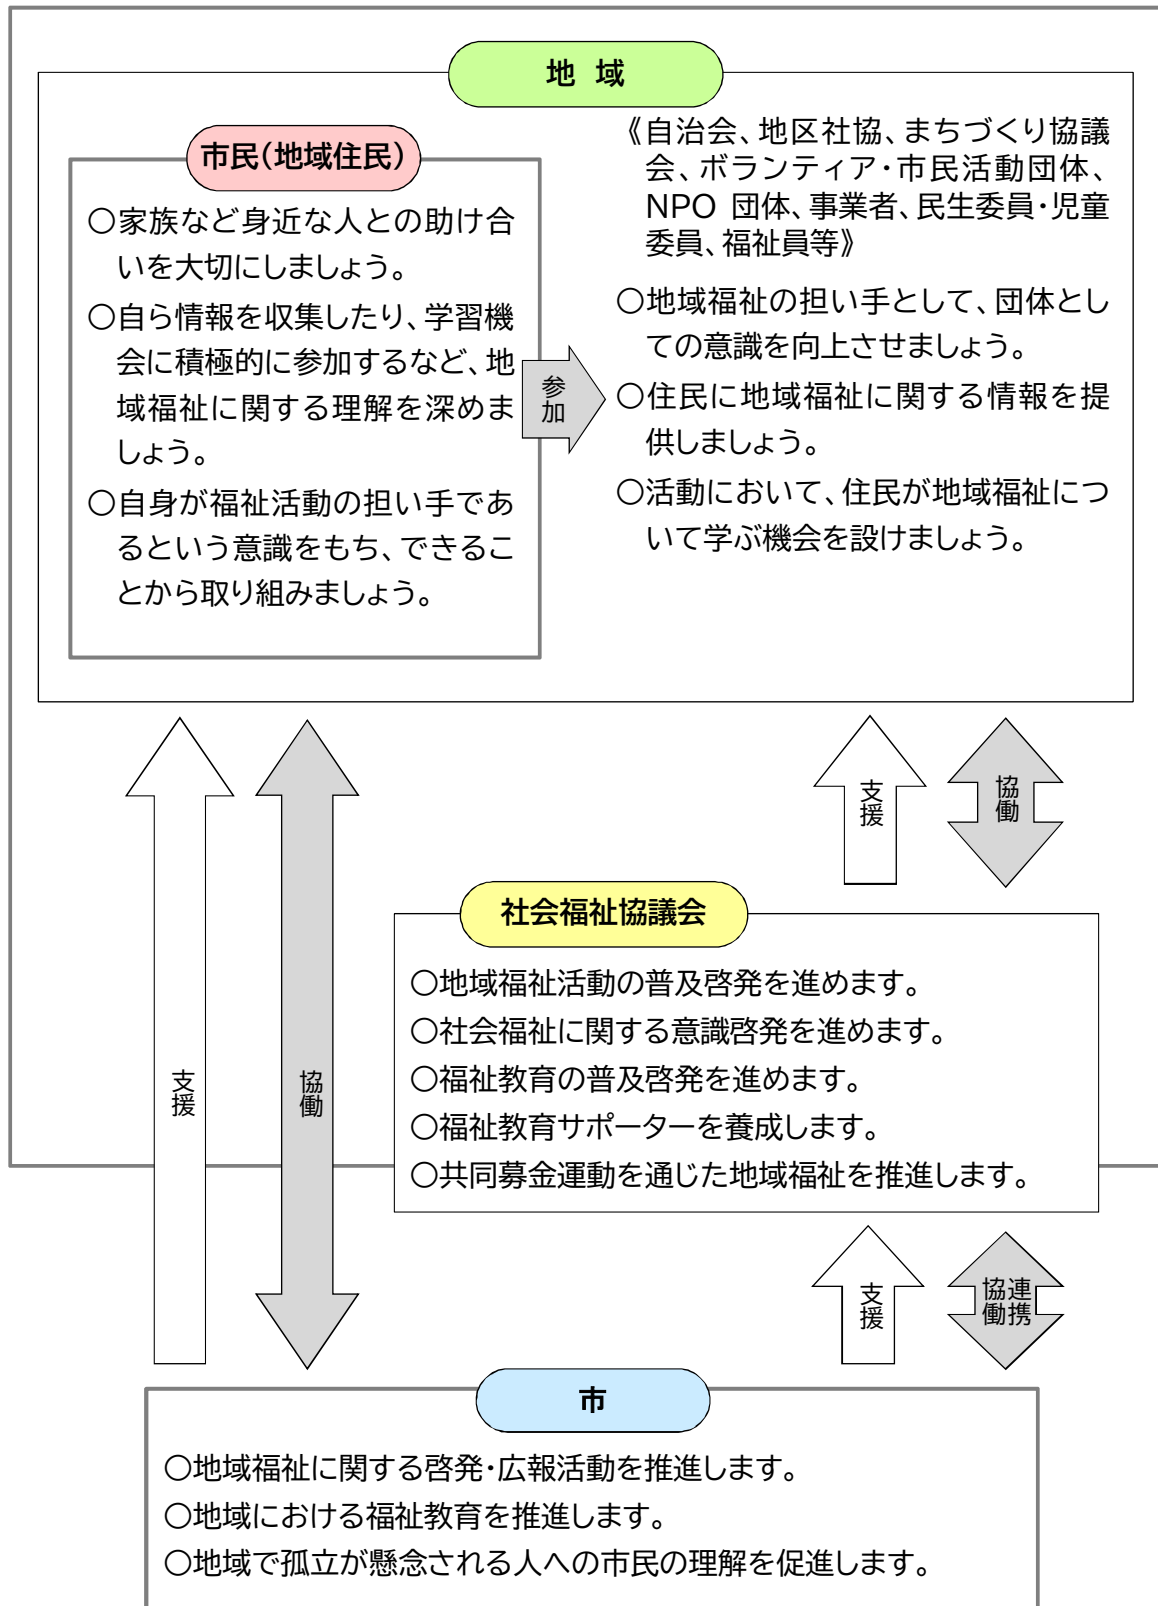 地 域
市民(地域住民)
○家族など身近な人との助け合
いを大切にしましょう。
○自ら情報を収集したり、学習機
会に積極的に参加するなど、地
域福祉に関する理解を深めま
しょう。
○自身が福祉活動の担い手であ
るという意識をもち、できるこ
とから取り組みましょう。
参加
《自治会、地区社協、まちづくり協議
会、ボランティア・市民活動団体、
NPO 団体、事業者、民生委員・児童
委員、福祉員等》
○地域福祉の担い手として、団体とし
ての意識を向上させましょう。
○住民に地域福祉に関する情報を提
供しましょう。
○活動において、住民が地域福祉につ
いて学ぶ機会を設けましょう。
支援
協働
支援
協働
社会福祉協議会
○地域福祉活動の普及啓発を進めます。
○社会福祉に関する意識啓発を進めます。
○福祉教育の普及啓発を進めます。
○福祉教育サポーターを養成します。
○共同募金運動を通じた地域福祉を推進します。
支援
連携
協働
市
○地域福祉に関する啓発・広報活動を推進します。
○地域における福祉教育を推進します。
○地域で孤立が懸念される人への市民の理解を促進します。